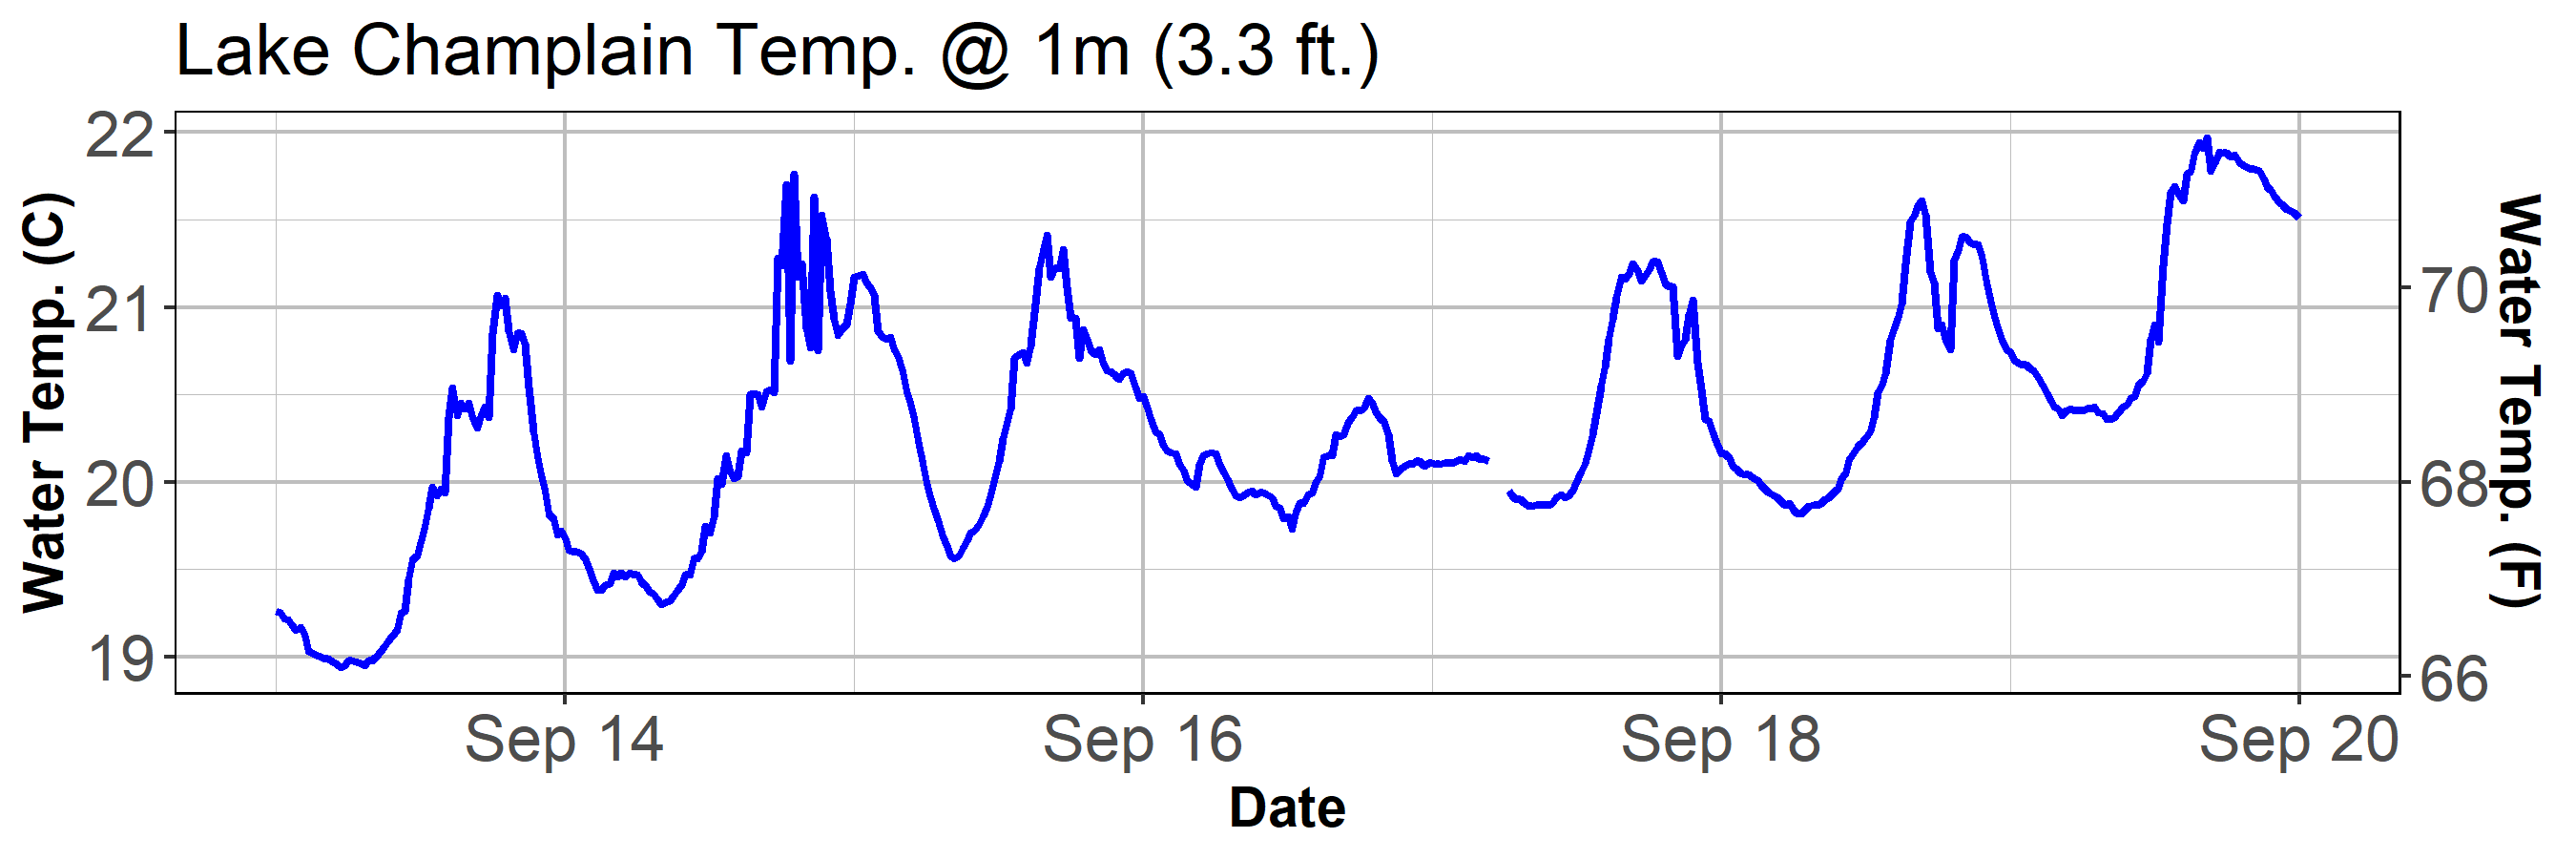 Lake Champlain Temp. @ 1m (3.3 ft.)
Water Temp. (C)
22
21
20
19
70
68
66
Water Temp. (F)
Sep 14
Sep 16
Sep 18
Sep 20
Date